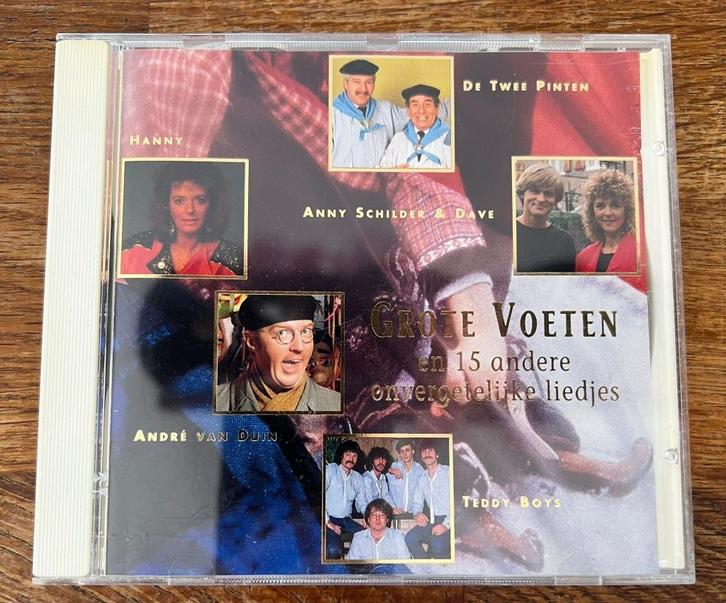 DE TWEE PINTEN
HANNY
ANNY SCHILDER & DAVE
GROTE VOETEN
en 15 andere
onvergetelijke liedjes
ANDRÉ VAN DUIN
TEDDY BOYS